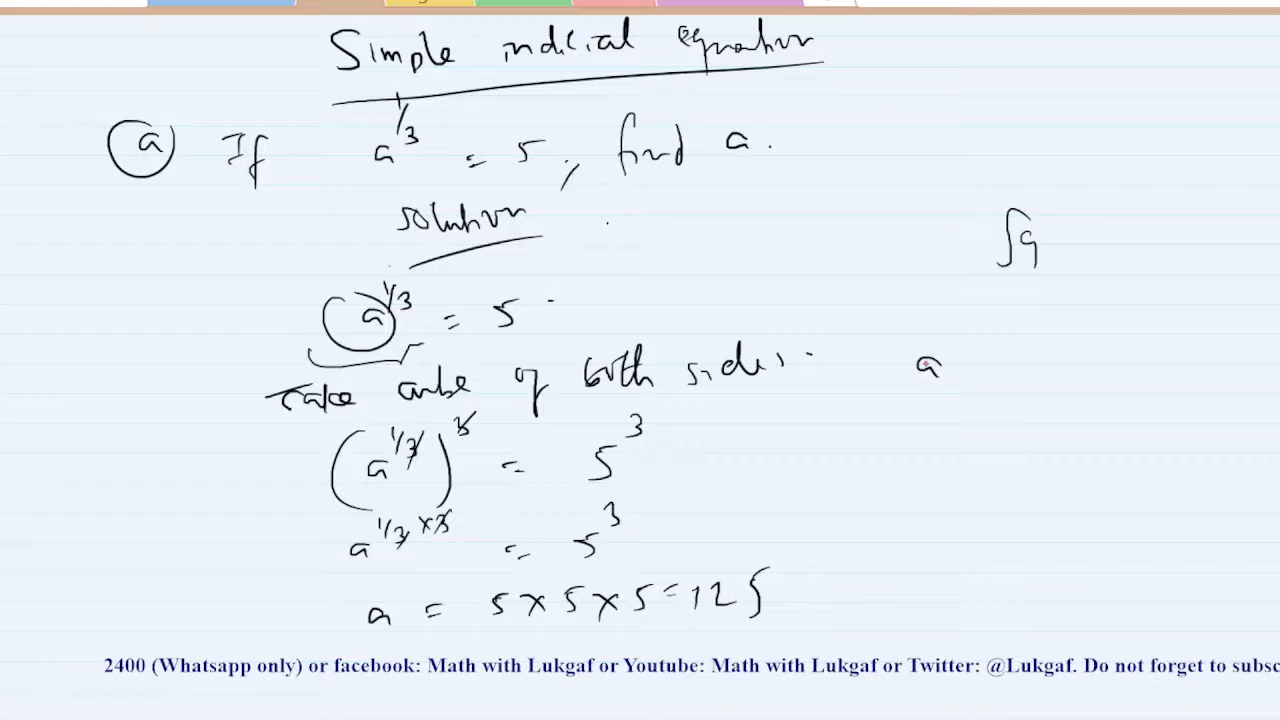 Simple indicial equation
(a) If a^1/3 = 5, find a.
solution
a^1/3 = 5
Take cube of both sides.
a
(a^1/3)^3 = 5^3
a^1/3 × 3 = 5^3
a = 5 × 5 × 5 = 125
2400 (Whatsapp only) or facebook: Math with Lukgaf or Youtube: Math with Lukgaf or Twitter: @Lukgaf. Do not forget to subsc